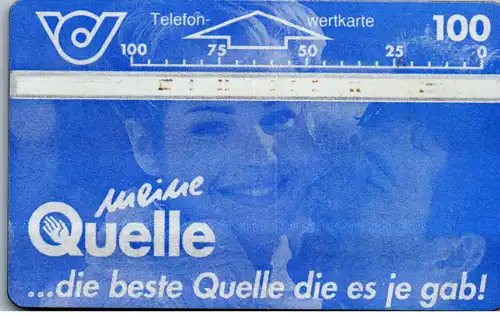 Telefon- wertkarte 100
100 75 50 25 0
meine
Quelle
...die beste Quelle die es je gab!